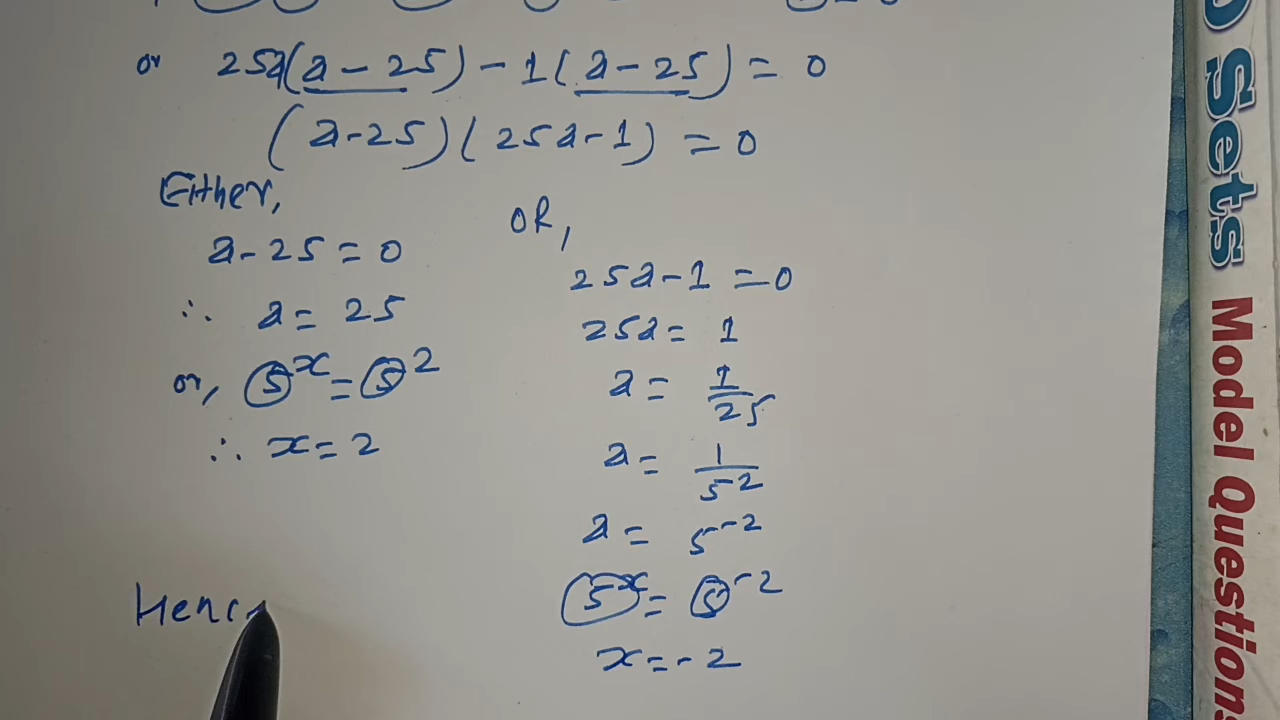 or 25a(a - 25) - 1(a - 25) = 0
(a - 25)(25a - 1) = 0
Either,
a - 25 = 0
∴ a = 25
or, 5^x = 5^2
∴ x = 2
OR,
25a - 1 = 0
25a = 1
a = 1/25
a = 1/5^2
a = 5^-2
5^x = 5^-2
x = -2
Henc
Sets Model Question